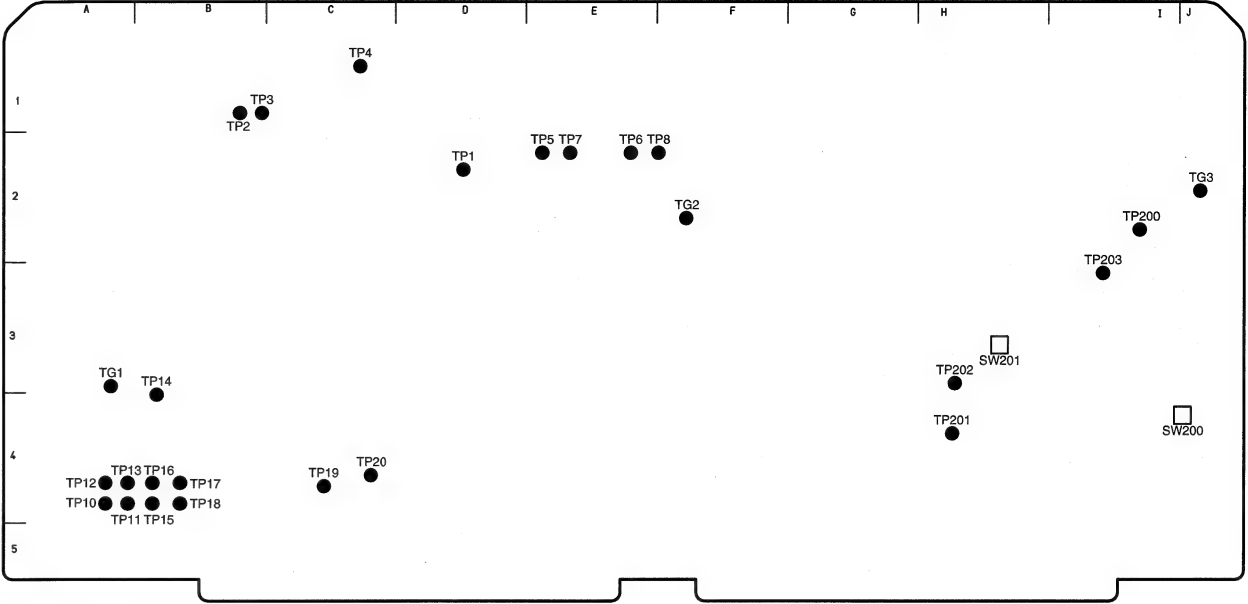 A B C D E F G H I J
TP4
1
TP3
TP2
TP5 TP7 TP6 TP8
TP1
TG3
2
TG2
TP200
TP203
3
SW201
TG1
TP14
TP202
TP201
SW200
4
TP20
TP13 TP16
TP19
TP12 TP17
TP10 TP18
TP11 TP15
5